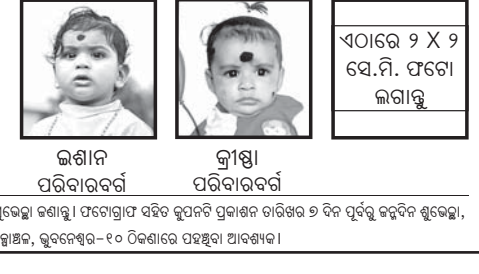 ଏଠାରେ ୨ X ୨
ସେ.ମି. ଫଟୋ
ଲଗାନ୍ତୁ
ଇଶାନ
ପରିବାରବର୍ଗ
କ୍ରୀଷ୍ଣା
ପରିବାରବର୍ଗ
ଜଣାନ୍ତୁ। ଫଟୋଗ୍ରାଫ ସହିତ କୁପନଟି ପ୍ରକାଶନ ତାରିଖର ୭ ଦିନ ପୂର୍ବରୁ ଜନ୍ମଦିନ ଶୁଭେଚ୍ଛା,
ଭୁବନେଶ୍ୱର-୧୦ ଠିକଣାରେ ପହଞ୍ଚିବା ଆବଶ୍ୟକ।